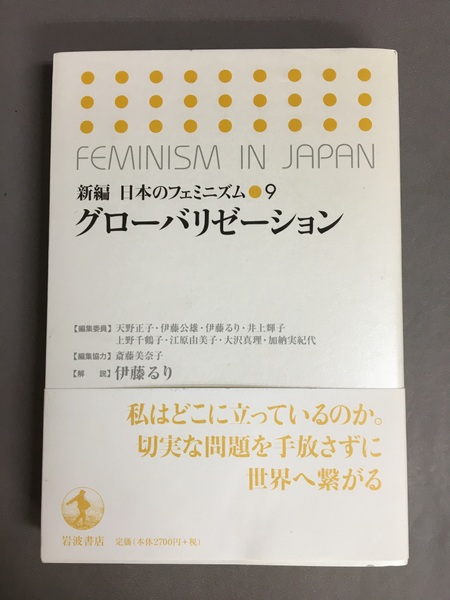 FEMINISM IN JAPAN
新編 日本のフェミニズム●9
グローバリゼーション
【編集委員】天野正子・伊藤公雄・伊藤るり・井上輝子
上野千鶴子・江原由美子・大沢真理・加納実紀代
【編集協力】斎藤美奈子
【解 説】伊藤るり
私はどこに立っているのか。
切実な問題を手放さずに
世界へ繋がる
岩波書店 定価(本体2700円+税)